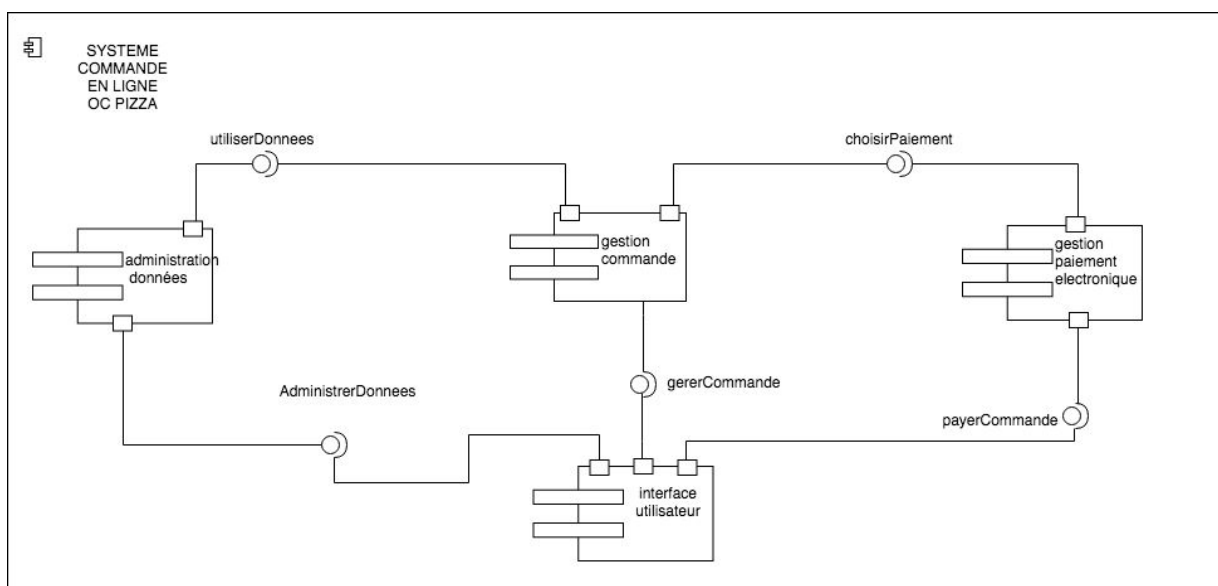 SYSTEME
COMMANDE
EN LIGNE
OC PIZZA
utiliserDonnees
choisirPaiement
administration
données
gestion
commande
gestion
paiement
electronique
AdministrerDonnees
gererCommande
payerCommande
interface
utilisateur